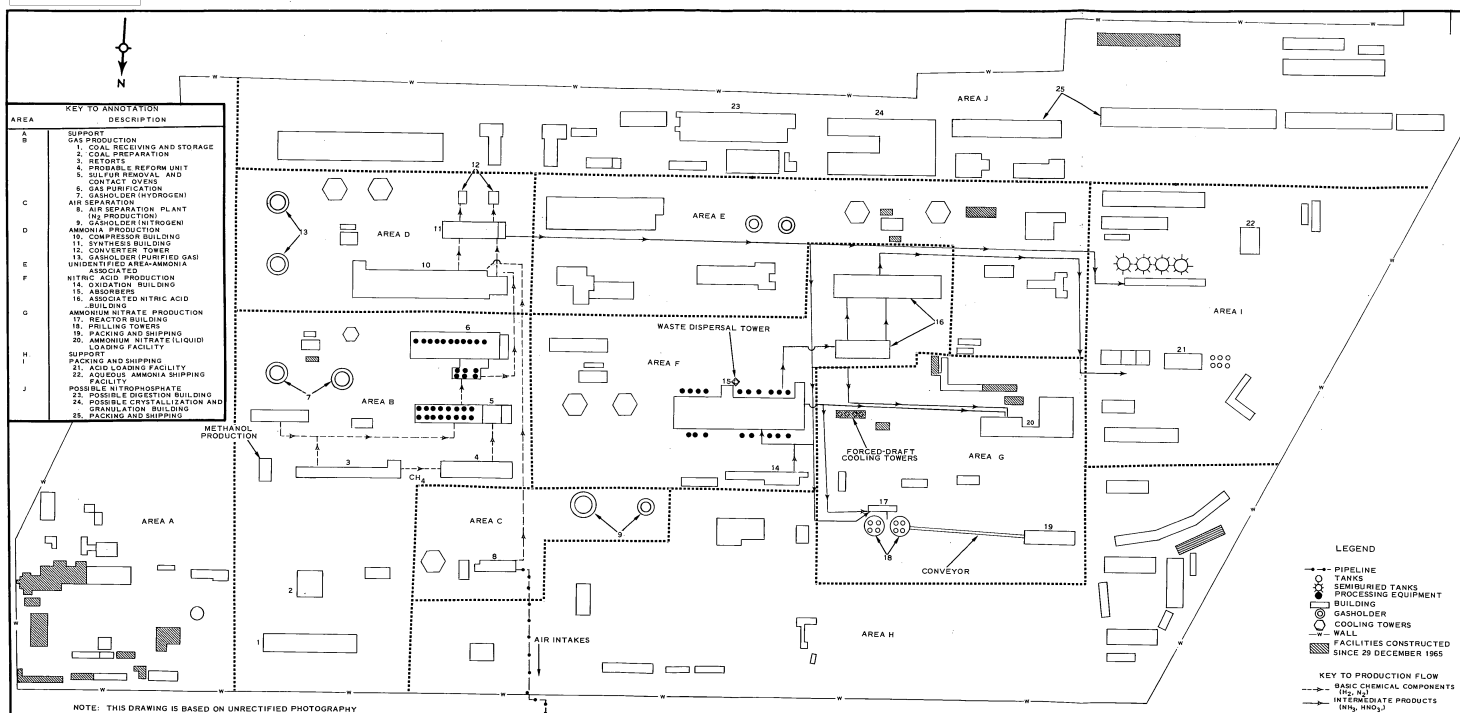 N
KEY TO ANNOTATION
AREA DESCRIPTION
A SUPPORT
B GAS PRODUCTION
1. COAL RECEIVING AND STORAGE
2. COAL PREPARATION
3. RETORTS
4. PROBABLE REFORM UNIT
5. SULFUR REMOVAL AND
CONTACT OVENS
6. GAS PURIFICATION
7. GASHOLDER (HYDROGEN)
C AIR SEPARATION
8. AIR SEPARATION PLANT
(N2 PRODUCTION)
9. GASHOLDER (NITROGEN)
D AMMONIA PRODUCTION
10. COMPRESSOR BUILDING
11. SYNTHESIS BUILDING
12. CONVERTER TOWER
13. GASHOLDER (PURIFIED GAS)
E UNIDENTIFIED AREA-AMMONIA
ASSOCIATED
F NITRIC ACID PRODUCTION
14. OXIDATION BUILDING
15. ABSORBERS
16. ASSOCIATED NITRIC ACID
BUILDING
G AMMONIUM NITRATE PRODUCTION
17. REACTOR BUILDING
18. PRILLING TOWERS
19. PACKING AND SHIPPING
20. AMMONIUM NITRATE (LIQUID)
LOADING FACILITY
H SUPPORT
I PACKING AND SHIPPING
21. ACID LOADING FACILITY
22. AQUEOUS AMMONIA SHIPPING
FACILITY
J POSSIBLE NITROPHOSPHATE
23. POSSIBLE DIGESTION BUILDING
24. POSSIBLE CRYSTALLIZATION AND
GRANULATION BUILDING
25. PACKING AND SHIPPING
W W W W W W
AREA J
25
23
24
12
13
AREA D
11
10
AREA E
22
AREA I
21
WASTE DISPERSAL TOWER
16
AREA F
15
6
7
AREA B
5
METHANOL
PRODUCTION
3
CH4
4
14
20
FORCED-DRAFT
COOLING TOWERS
AREA G
AREA A
AREA C
9
8
17
18
19
CONVEYOR
2
1
AIR INTAKES
AREA H
LEGEND
PIPELINE
TANKS
SEMIBURIED TANKS
PROCESSING EQUIPMENT
BUILDING
GASHOLDER
COOLING TOWERS
W WALL
FACILITIES CONSTRUCTED
SINCE 29 DECEMBER 1965
KEY TO PRODUCTION FLOW
BASIC CHEMICAL COMPONENTS
(H2, N2)
INTERMEDIATE PRODUCTS
(NH3, HNO3,)
NOTE: THIS DRAWING IS BASED ON UNRECTIFIED PHOTOGRAPHY